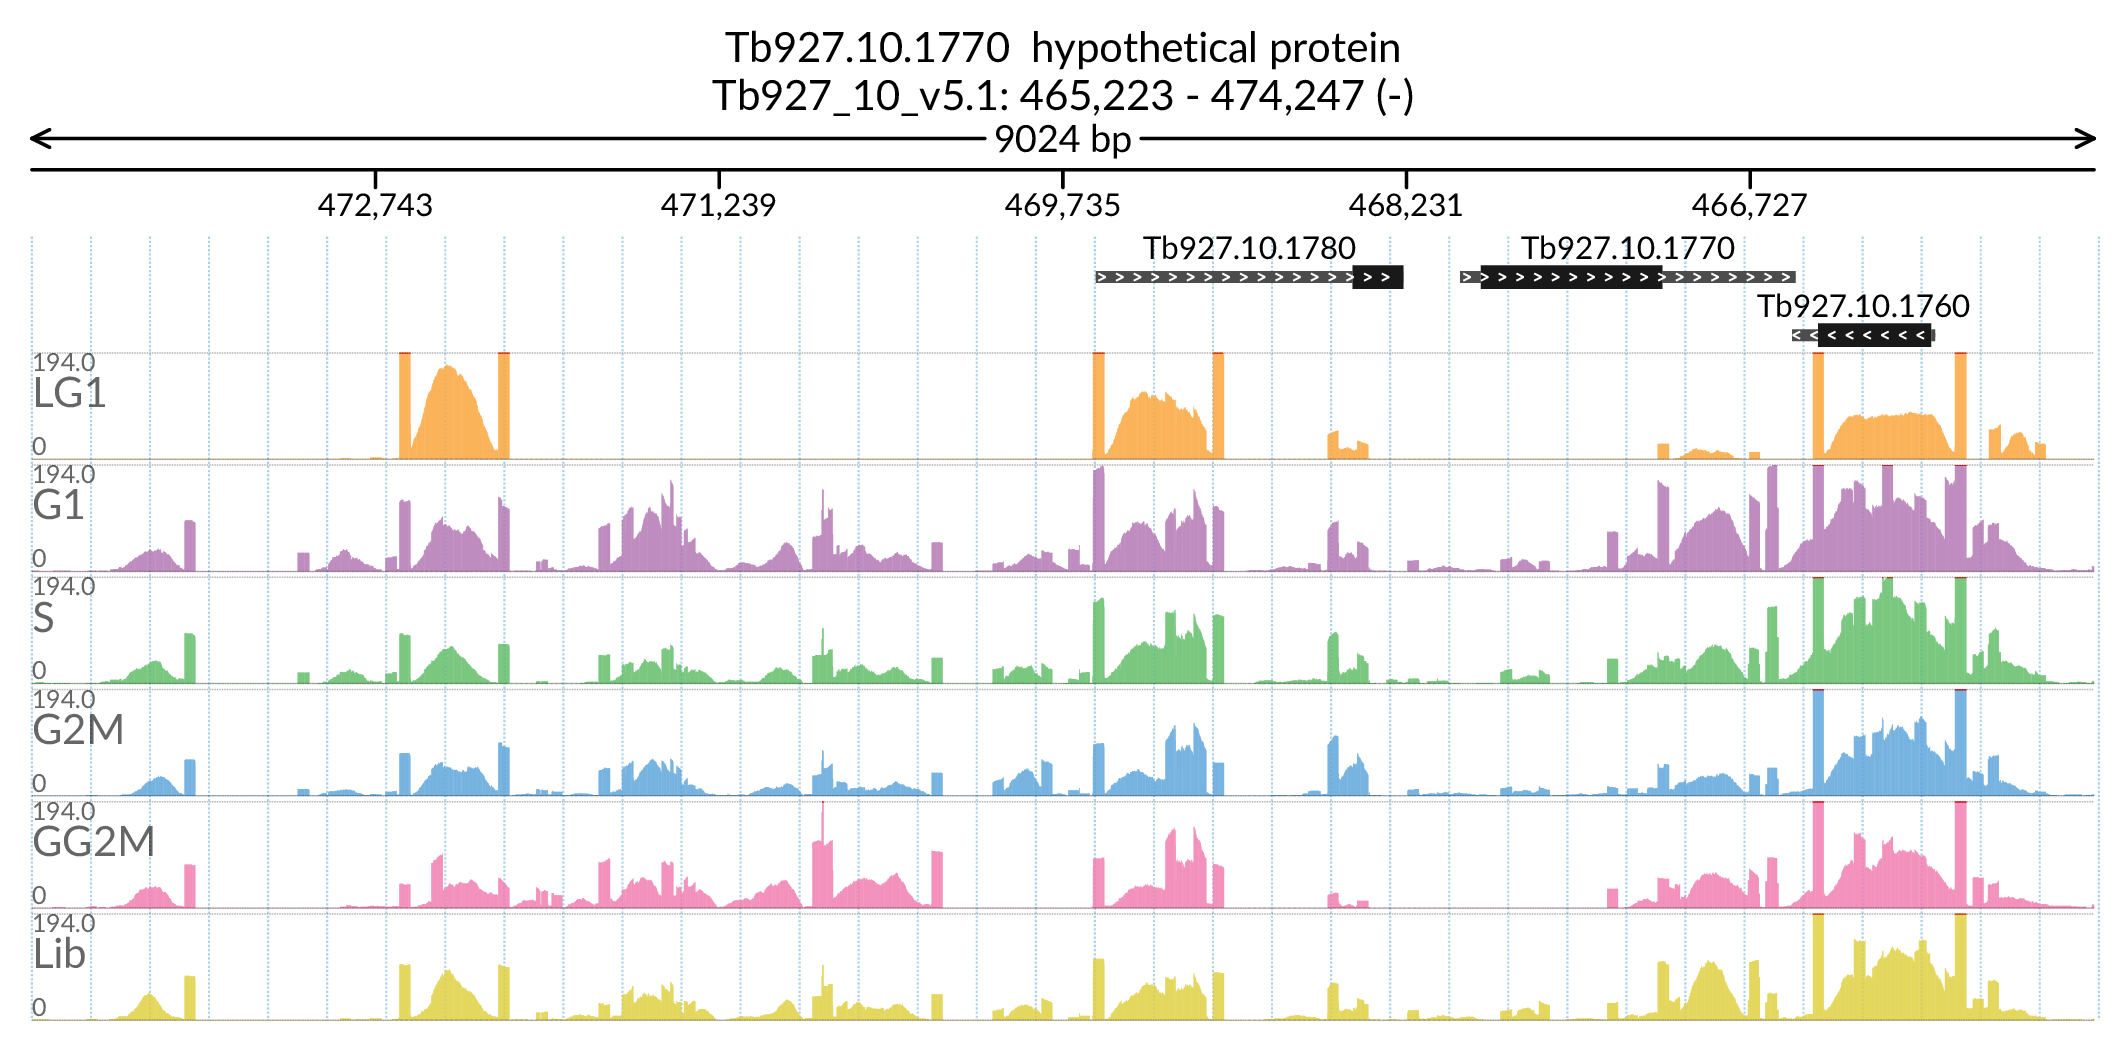 Tb927.10.1770  hypothetical protein
Tb927_10_v5.1: 465,223 - 474,247 (-)
9024 bp
472,743 471,239 469,735 468,231 466,727
Tb927.10.1780 Tb927.10.1770
Tb927.10.1760
194.0
LG1
0
194.0
G1
0
194.0
S
0
194.0
G2M
0
194.0
GG2M
0
194.0
Lib
0